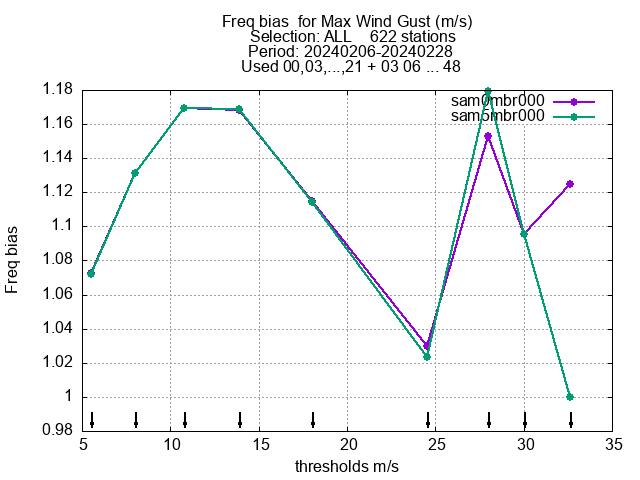 Freq bias  for Max Wind Gust (m/s)
Selection: ALL    622 stations
Period: 20240206-20240228
Used 00,03,...,21 + 03 06 ... 48
sam0mbr000
sam5mbr000
1.18
1.16
1.14
1.12
1.1
1.08
1.06
1.04
1.02
1
0.98
Freq bias
5
10
15
20
25
30
35
thresholds m/s